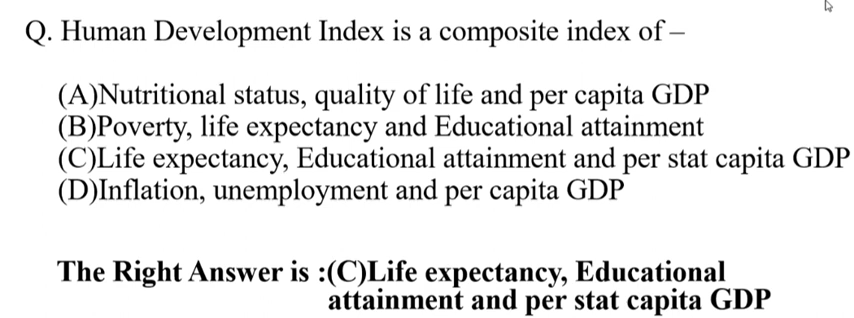 Q. Human Development Index is a composite index of –
(A)Nutritional status, quality of life and per capita GDP
(B)Poverty, life expectancy and Educational attainment
(C)Life expectancy, Educational attainment and per stat capita GDP
(D)Inflation, unemployment and per capita GDP
The Right Answer is :(C)Life expectancy, Educational
attainment and per stat capita GDP